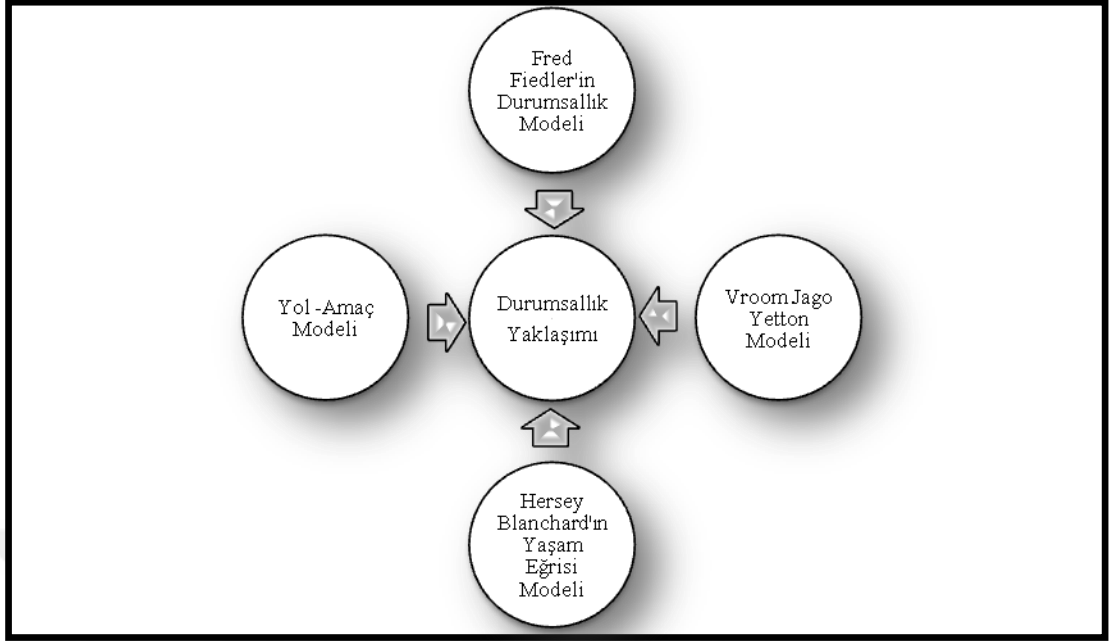 Fred
Fiedler'in
Durumsallık
Modeli
Yol -Amaç
Modeli
Durumsallık
Yaklaşımı
Vroom Jago
Yetton
Modeli
Hersey
Blanchard'ın
Yaşam
Eğrisi
Modeli